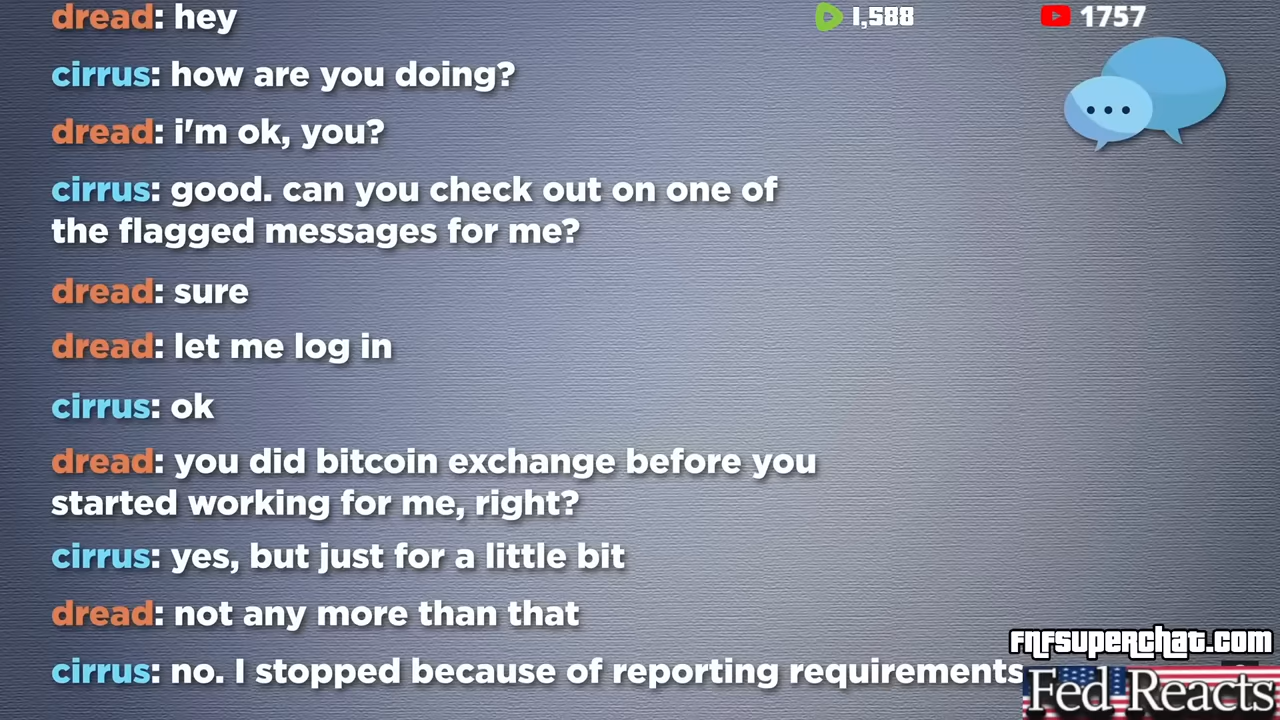 dread: hey
1,588
1757
cirrus: how are you doing?
dread: i'm ok, you?
cirrus: good. can you check out on one of
the flagged messages for me?
dread: sure
dread: let me log in
cirrus: ok
dread: you did bitcoin exchange before you
started working for me, right?
cirrus: yes, but just for a little bit
dread: not any more than that
cirrus: no. I stopped because of reporting requirements
fnfsuperchat.com
Fed Reacts